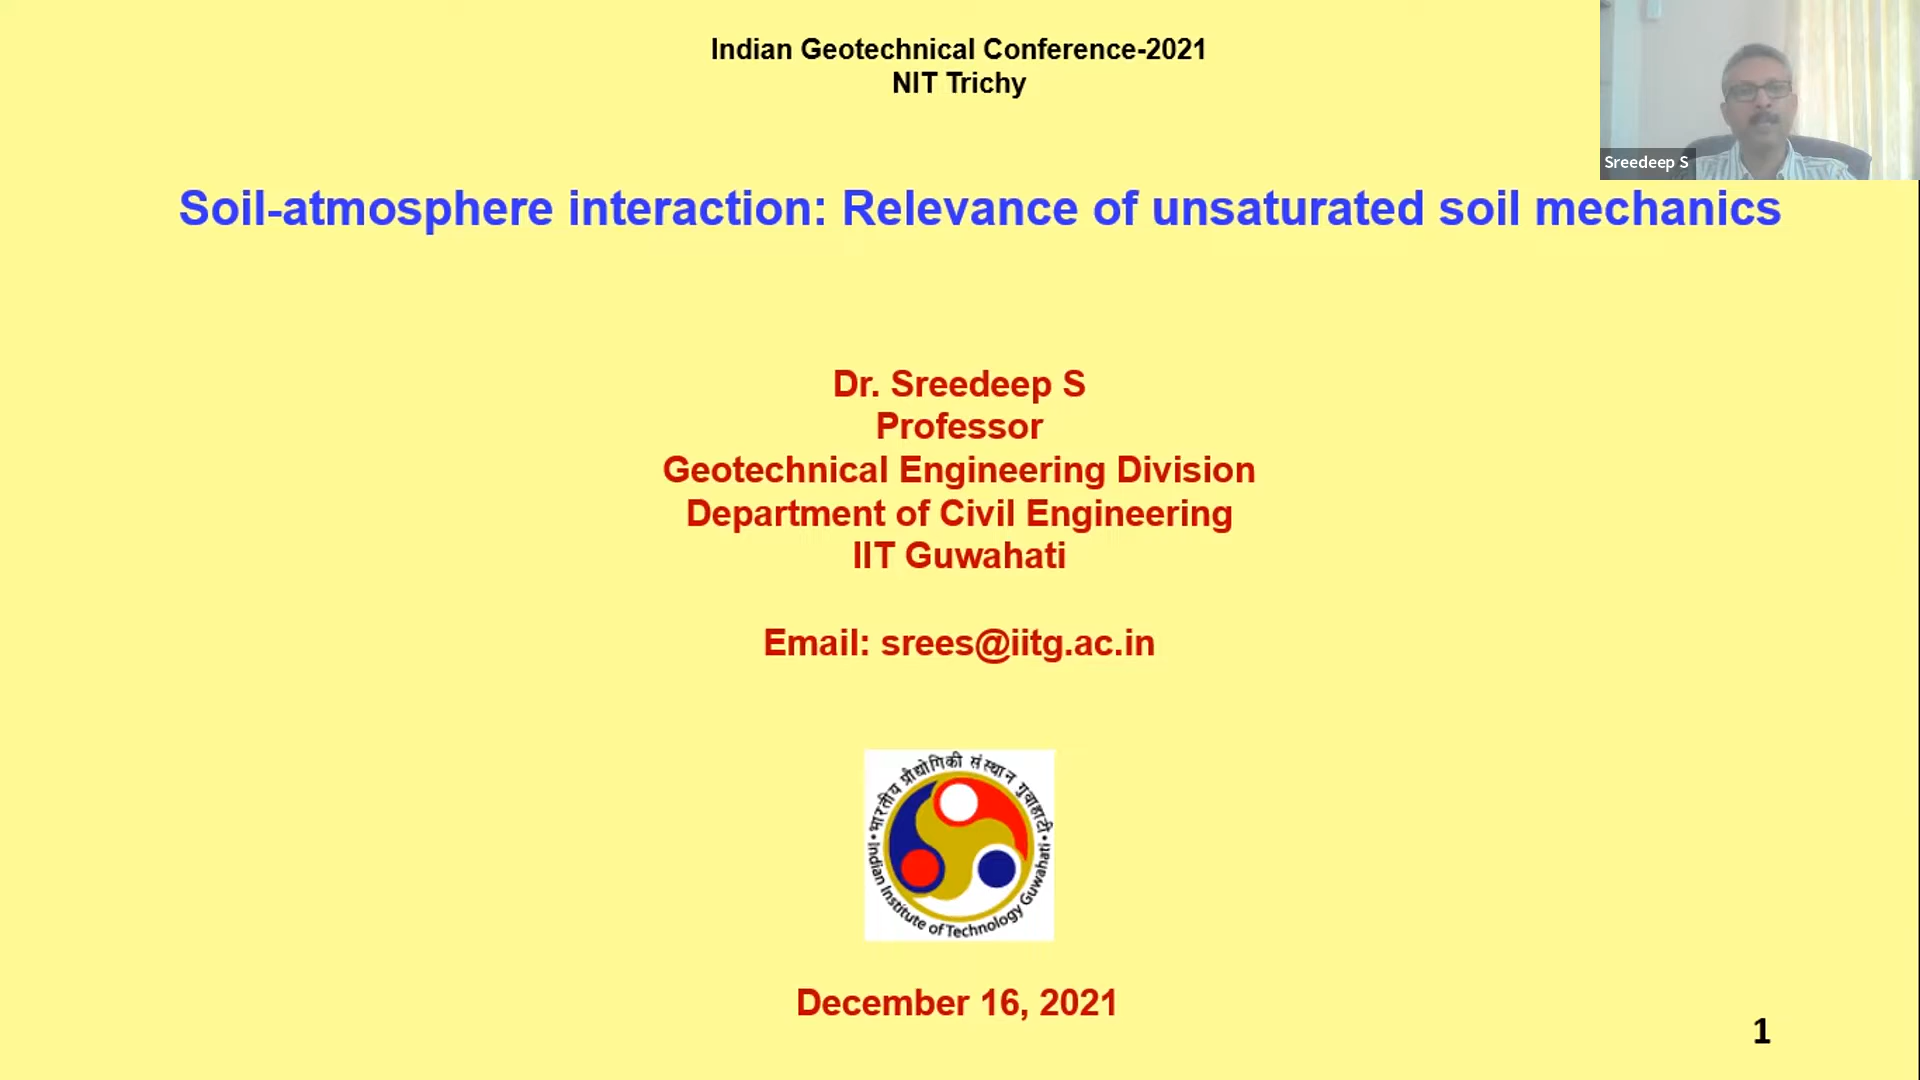 Indian Geotechnical Conference-2021
NIT Trichy
Sreedeep S
Soil-atmosphere interaction: Relevance of unsaturated soil mechanics
Dr. Sreedeep S
Professor
Geotechnical Engineering Division
Department of Civil Engineering
IIT Guwahati
Email: srees@iitg.ac.in
भारतीय प्रौद्योगिकी संस्थान गुवाहाटी
Indian Institute of Technology Guwahati
December 16, 2021
1